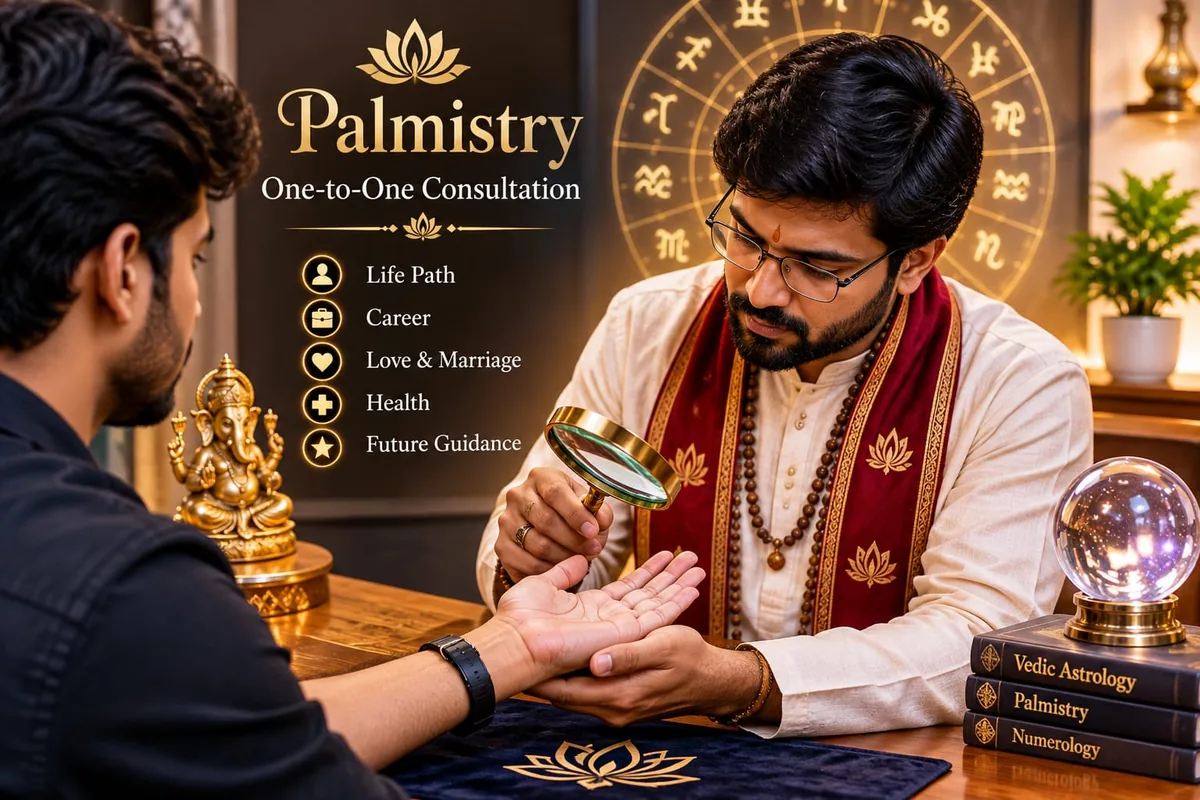 Palmistry
One-to-One Consultation
Life Path
Career
Love & Marriage
Health
Future Guidance
Vedic Astrology
Palmistry
Numerology